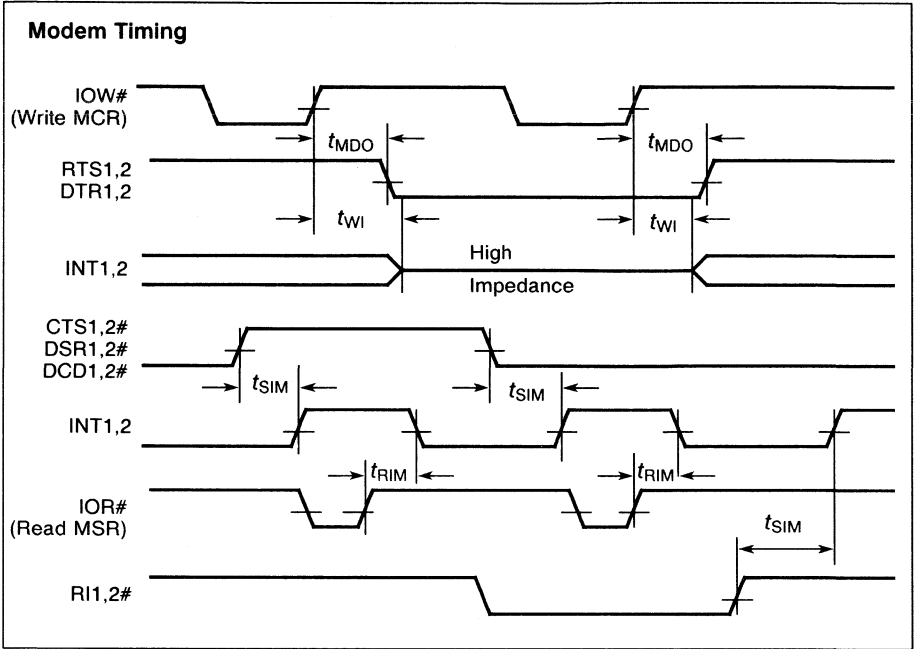 Modem Timing
IOW#
(Write MCR)
tMDO
tMDO
RTS1,2
DTR1,2
tWI
tWI
INT1,2
High
Impedance
CTS1,2#
DSR1,2#
DCD1,2#
tSIM
tSIM
INT1,2
tRIM
tRIM
IOR#
(Read MSR)
tSIM
RI1,2#